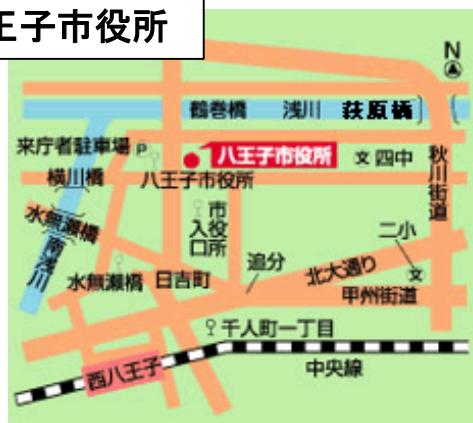 王子市役所
N
鶴巻橋 浅川 萩原橋
来庁者駐車場 P
八王子市役所
文 四中
秋川街道
横川橋
八王子市役所
水無瀬橋
南浅川
市役所入口
二小
文
水無瀬橋
日吉町
追分
北大通り
甲州街道
千人町一丁目
西八王子
中央線